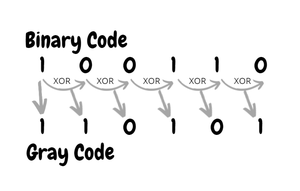 Binary Code
1 0 0 1 1 0
XOR XOR XOR XOR XOR
1 1 0 1 0 1
Gray Code